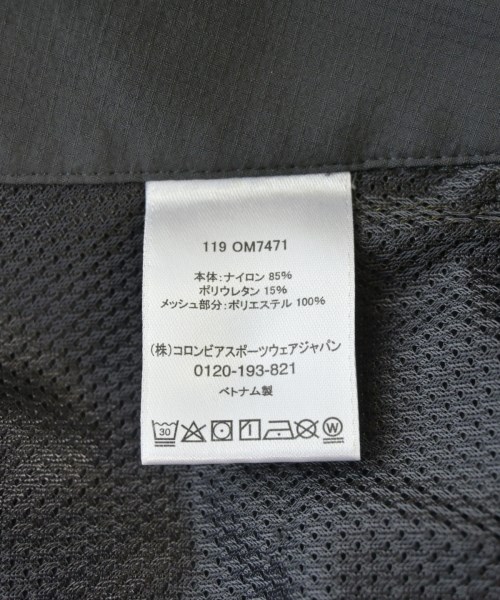 119 OM7471
本体:ナイロン 85%
ポリウレタン 15%
メッシュ部分:ポリエステル 100%
(株)コロンビアスポーツウェアジャパン
0120-193-821
ベトナム製
30 W